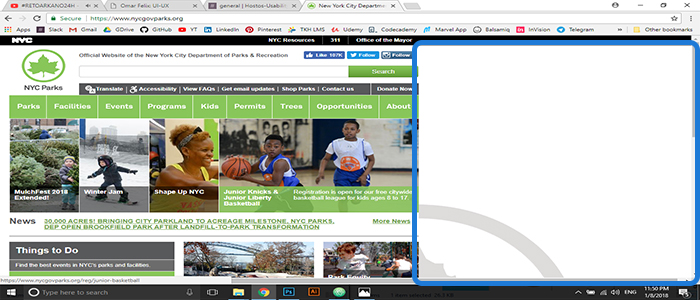 #RETOARKANO24H
Omar Felix: UI-UX
general | Hostos-Usabili
New York City Departme
Secure
https://www.nycgovparks.org
Apps
Suggested Sites
Gmail
GDrive
GitHub
YT
in
TKH LMS
Dribbble
Codecademy
Marvel App
Balsamiq
InVision
Telegram
Other bookmarks
NYC
NYC Resources
311
Office of the Mayor
Official Website of the New York City Department of Parks & Recreation
Like 107K
Follow
Follow
NYC Parks
Search
Translate
Accessibility
View FAQs
Get email updates
Shop Parks
Contact us
Donate Now
Parks
Facilities
Events
Programs
Kids
Permits
Trees
Opportunities
About
MulchFest 2018
Extended!
Winter Jam
Shape Up NYC
Junior Knicks &
Junior Liberty
Basketball
Registration is open for our free citywide
basketball league for kids ages 8 to 17
News
30,000 ACRES! BRINGING CITY PARKLAND TO ACREAGE MILESTONE, NYC PARKS,
DEP OPEN BROOKFIELD PARK AFTER LANDFILL-TO-PARK TRANSFORMATION
More News
Things to Do
Find the best events in NYC's parks and facilities.
Park Equity
https://www.nycgovparks.org/reg/junior-basketball
Type here to search
ENG
11:50 PM
1/8/2018